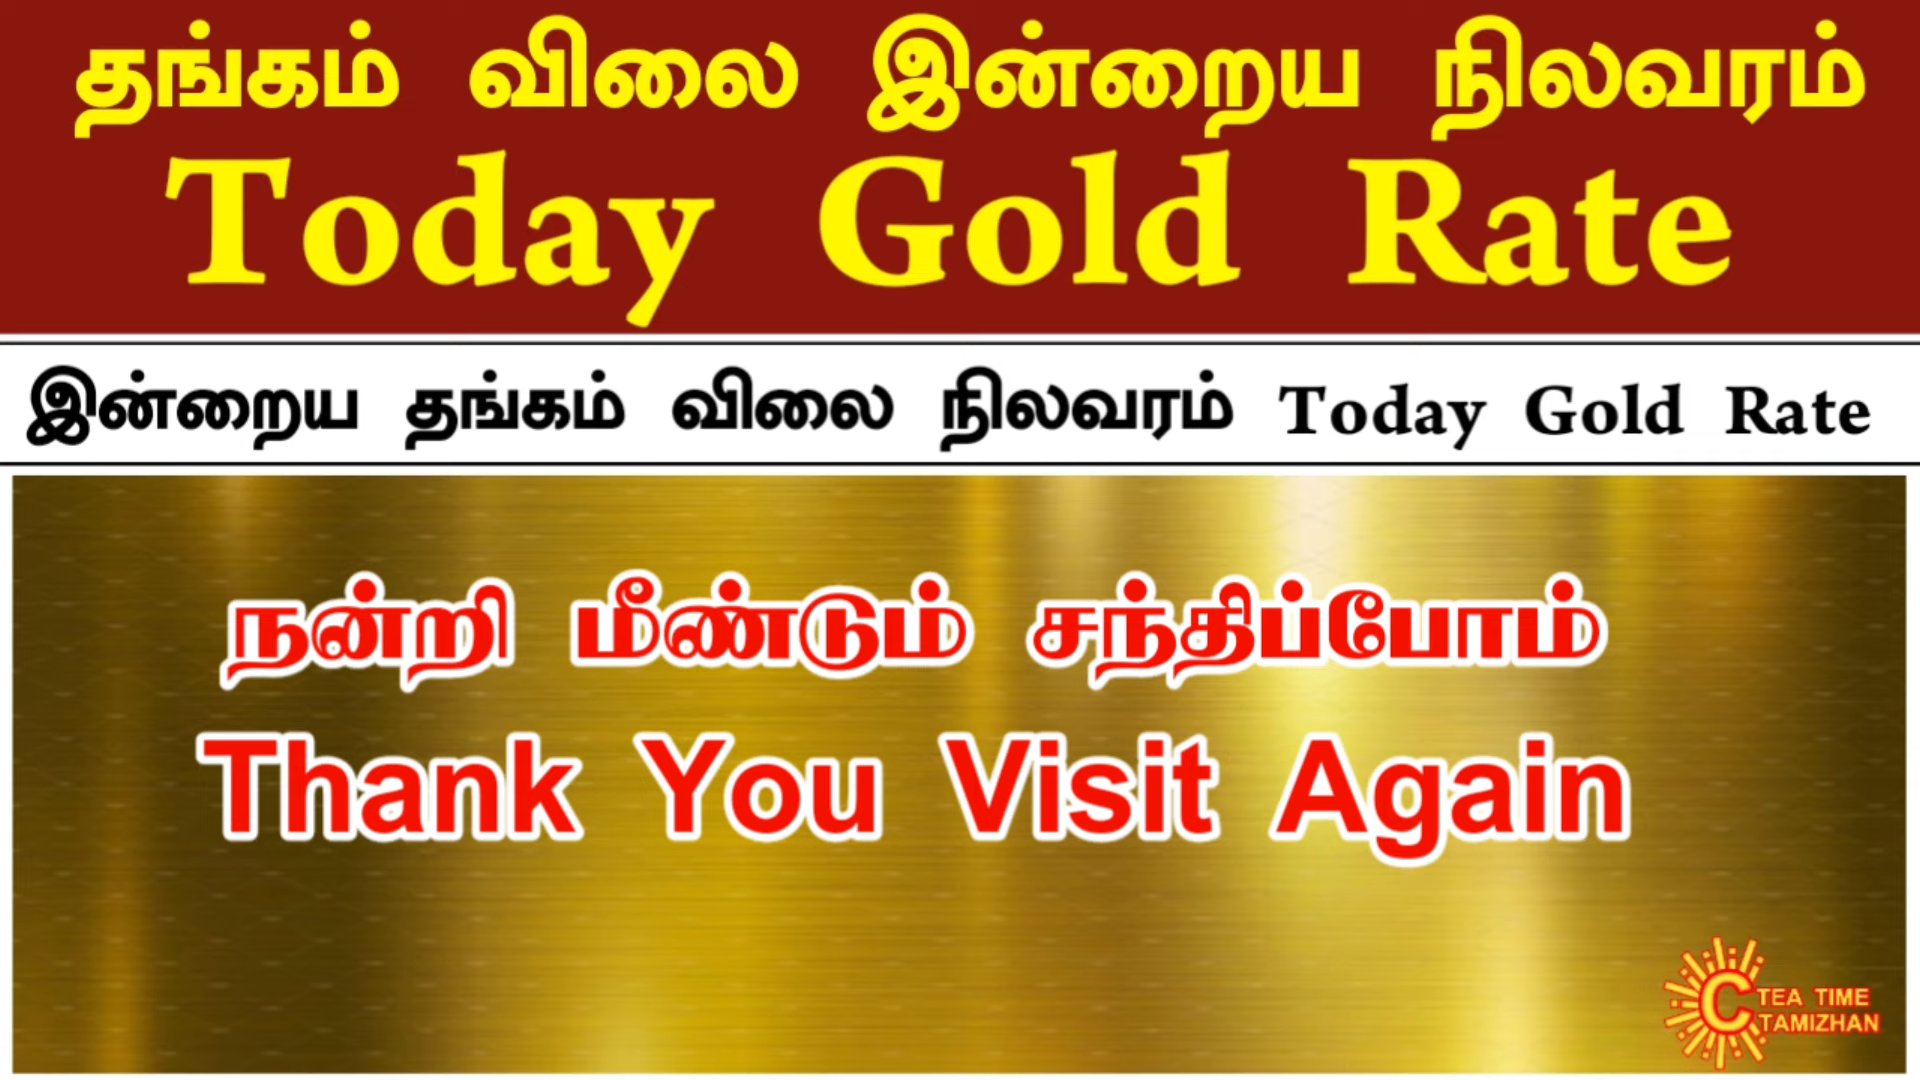 தங்கம் விலை இன்றைய நிலவரம்
Today Gold Rate
இன்றைய தங்கம் விலை நிலவரம் Today Gold Rate
நன்றி மீண்டும் சந்திப்போம்
Thank You Visit Again
C TEA TIME
TAMIZHAN